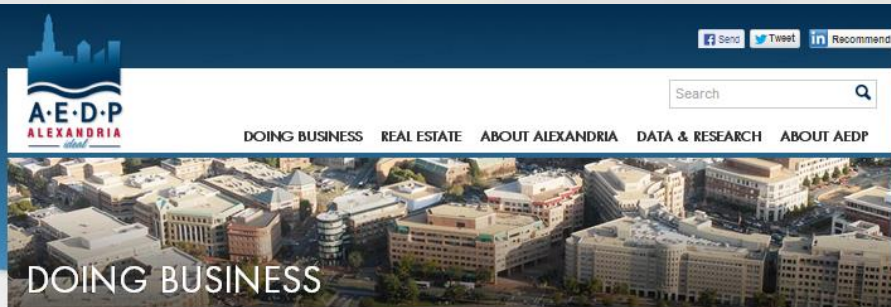 Send Tweet in Recommend
Search
A·E·D·P
ALEXANDRIA
ideal
DOING BUSINESS REAL ESTATE ABOUT ALEXANDRIA DATA & RESEARCH ABOUT AEDP
DOING BUSINESS